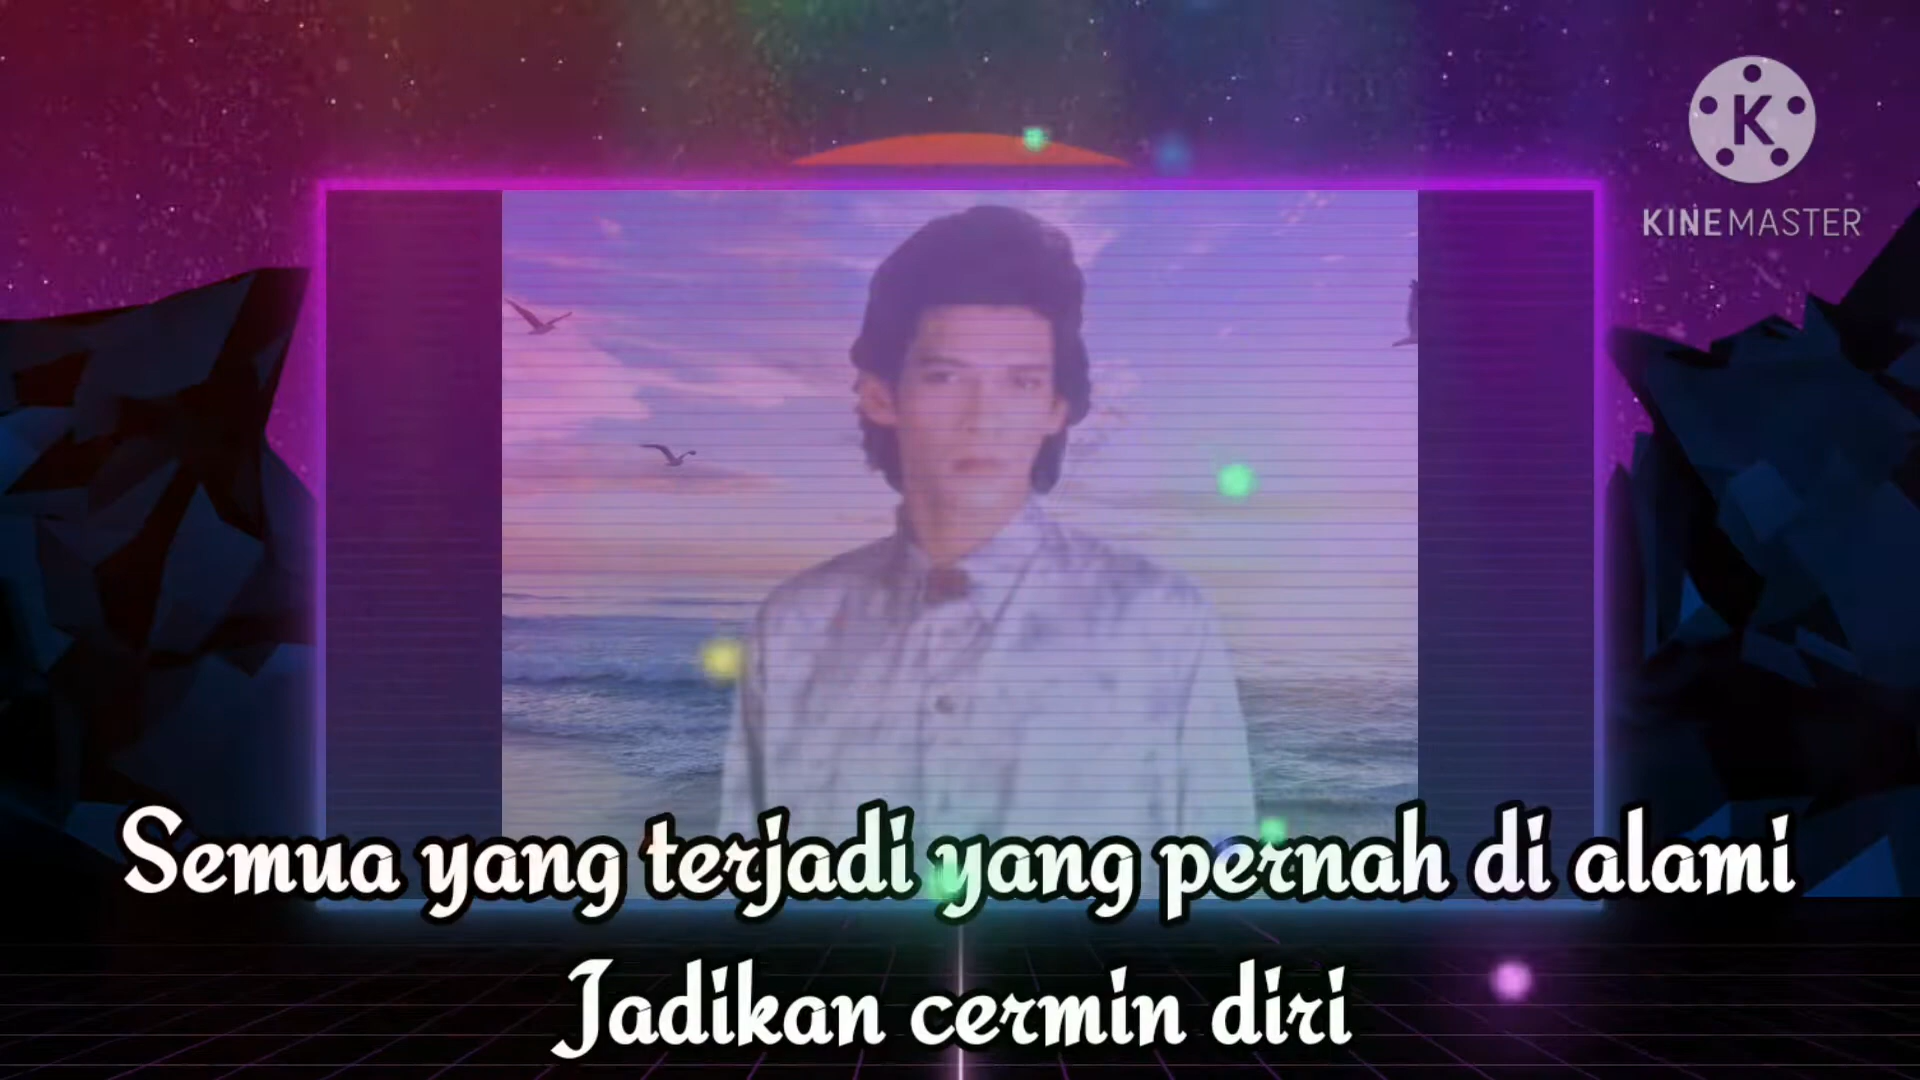 K
KINEMASTER
Semua yang terjadi yang pernah di alami
Jadikan cermin diri